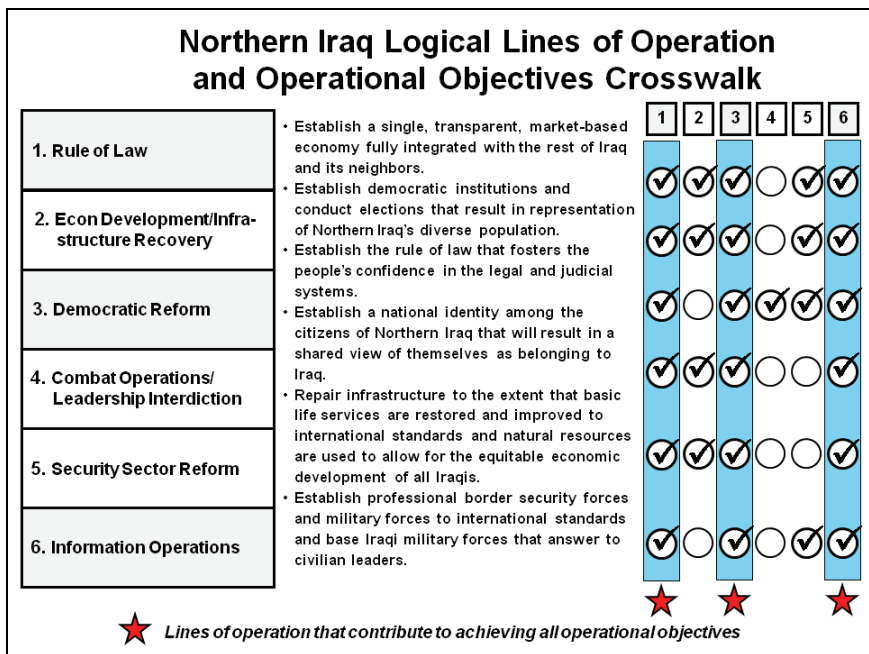 Northern Iraq Logical Lines of Operation
and Operational Objectives Crosswalk
1. Rule of Law
2. Econ Development/Infra-
structure Recovery
3. Democratic Reform
4. Combat Operations/
Leadership Interdiction
5. Security Sector Reform
6. Information Operations
• Establish a single, transparent, market-based
economy fully integrated with the rest of Iraq
and its neighbors.
• Establish democratic institutions and
conduct elections that result in representation
of Northern Iraq's diverse population.
• Establish the rule of law that fosters the
people's confidence in the legal and judicial
systems.
• Establish a national identity among the
citizens of Northern Iraq that will result in a
shared view of themselves as belonging to
Iraq.
• Repair infrastructure to the extent that basic
life services are restored and improved to
international standards and natural resources
are used to allow for the equitable economic
development of all Iraqis.
• Establish professional border security forces
and military forces to international standards
and base Iraqi military forces that answer to
civilian leaders.
1 2 3 4 5 6
Lines of operation that contribute to achieving all operational objectives